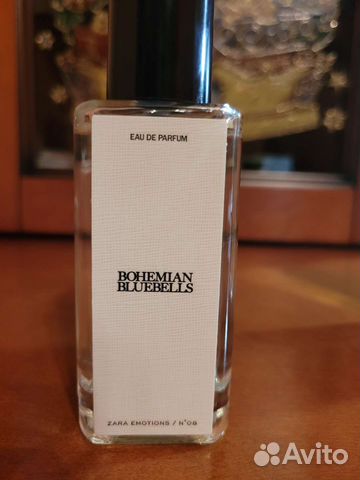 EAU DE PARFUM
BOHEMIAN
BLUEBELLS
ZARA EMOTIONS / N°08
Avito